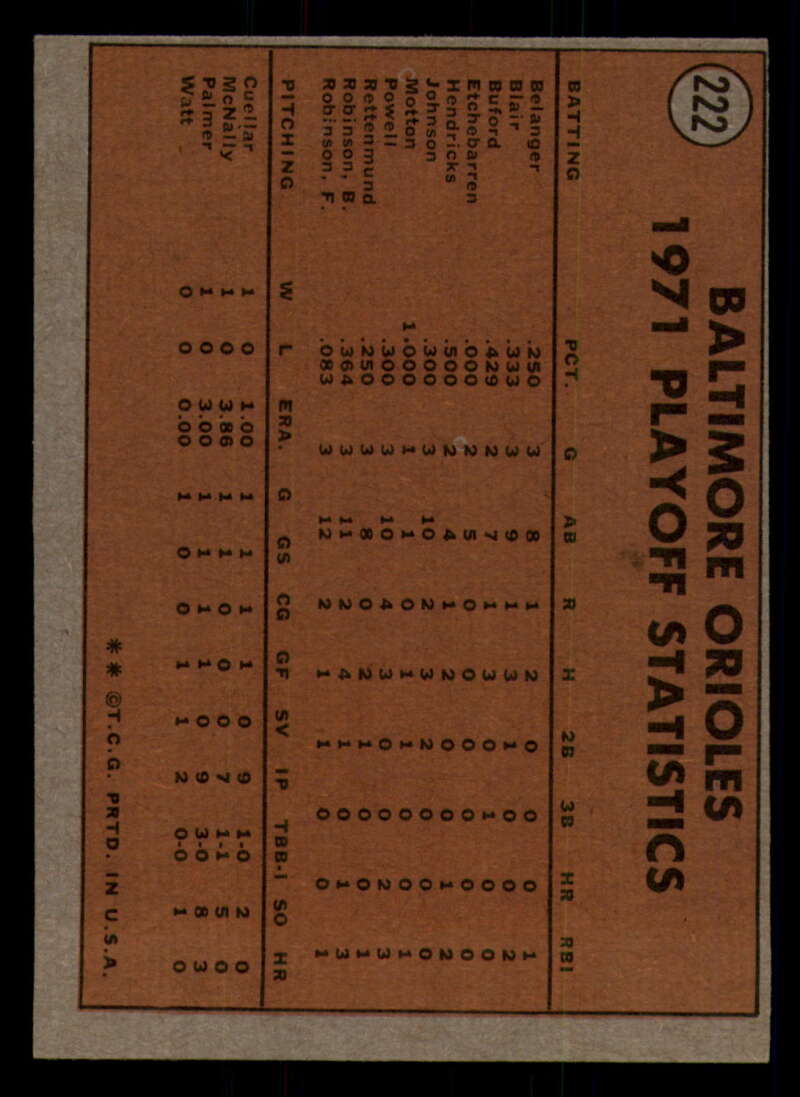 222
BALTIMORE ORIOLES
1971 PLAYOFF STATISTICS
BATTING PCT. G AB R H 2B 3B HR RBI
Belanger .250 3 8 1 2 0 0 0 1
Blair .333 3 9 1 3 1 0 0 2
Buford .429 2 7 1 3 0 1 0 0
Etchebarren .000 2 5 0 0 0 0 0 0
Hendricks .500 2 4 1 2 0 0 1 2
Johnson .300 3 10 2 3 2 0 0 0
Motton 1.000 1 1 0 1 1 0 0 1
Powell .300 3 10 4 3 0 0 2 3
Rettenmund .250 3 8 0 2 1 0 0 1
Robinson, B. .364 3 11 2 4 1 0 1 3
Robinson, F. .083 3 12 2 1 1 0 0 1
PITCHING W L ERA. G GS CG GF SV IP TBB-I SO HR
Cuellar 1 0 1.00 1 1 1 1 0 9 1-0 2 0
McNally 1 0 3.86 1 1 0 0 0 7 1-1 5 0
Palmer 1 0 3.00 1 1 1 1 0 9 3-0 8 3
Watt 0 0 0.00 1 0 0 1 1 2 0-0 1 0
** ©T.C.G. PRTD. IN U.S.A.